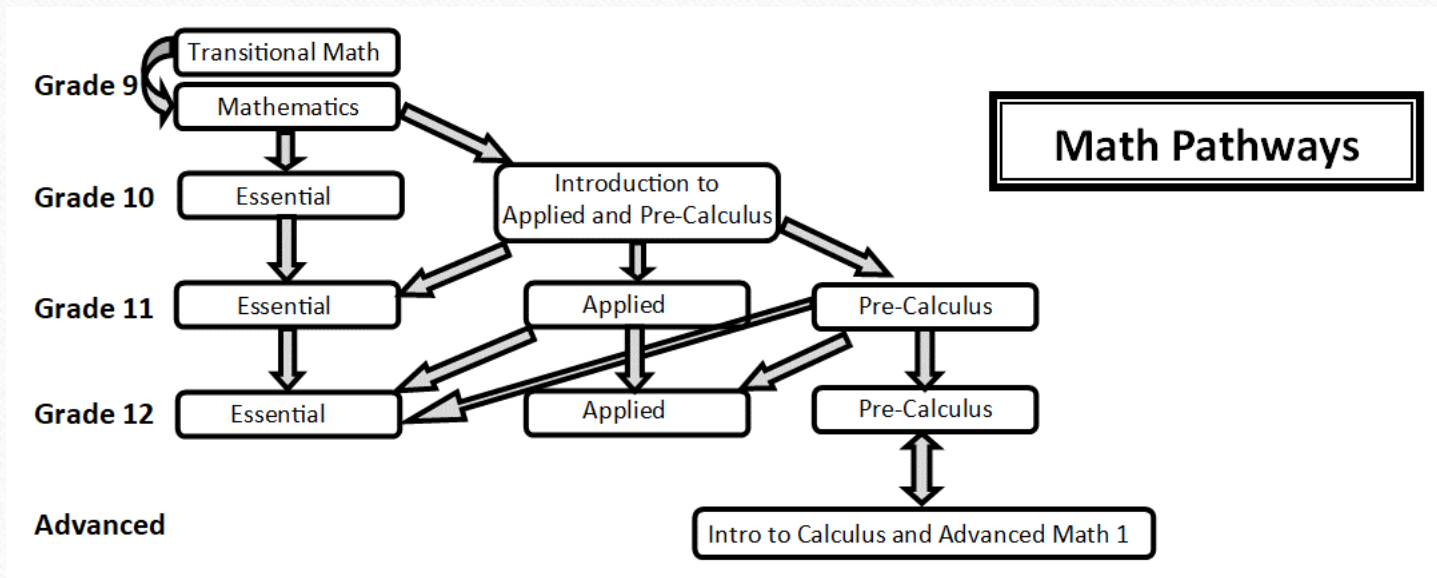 Transitional Math
Grade 9
Mathematics
Math Pathways
Grade 10
Essential
Introduction to
Applied and Pre-Calculus
Grade 11
Essential
Applied
Pre-Calculus
Grade 12
Essential
Applied
Pre-Calculus
Advanced
Intro to Calculus and Advanced Math 1